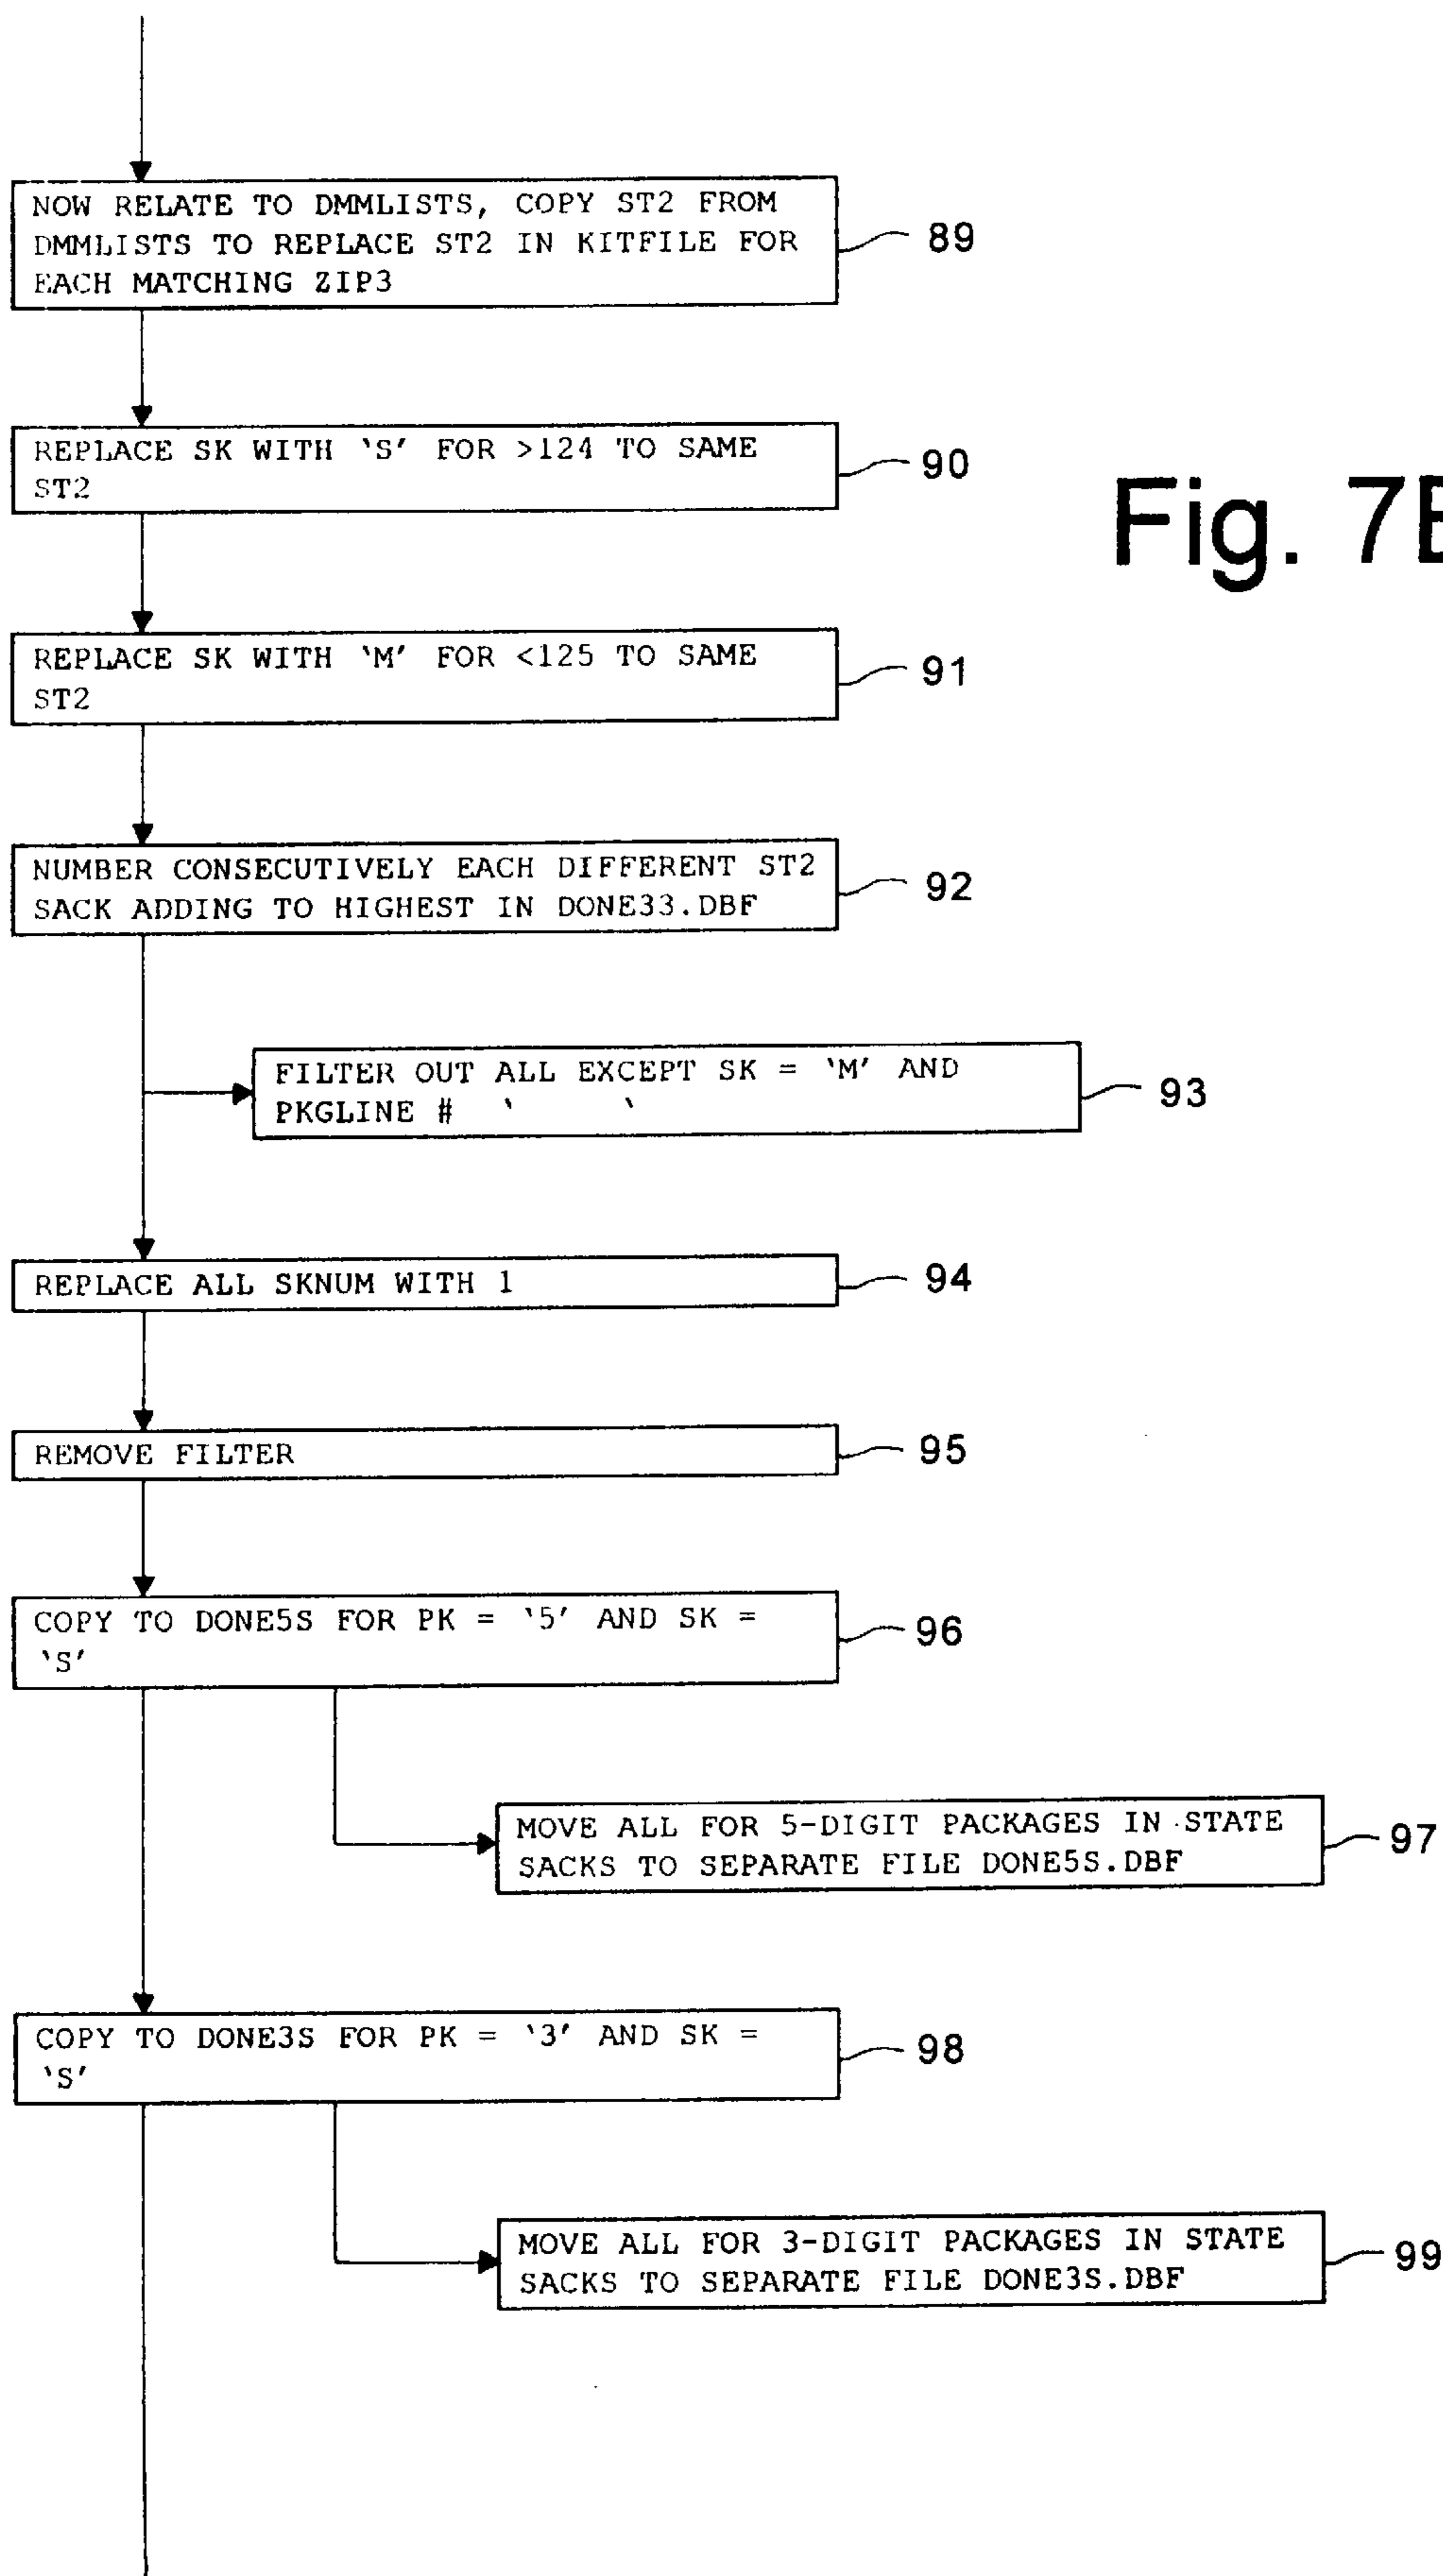 NOW RELATE TO DMMLISTS, COPY ST2 FROM
DMMLISTS TO REPLACE ST2 IN KITFILE FOR
EACH MATCHING ZIP3
89
REPLACE SK WITH 'S' FOR >124 TO SAME
ST2
90
Fig. 7B
REPLACE SK WITH 'M' FOR <125 TO SAME
ST2
91
NUMBER CONSECUTIVELY EACH DIFFERENT ST2
SACK ADDING TO HIGHEST IN DONE33.DBF
92
FILTER OUT ALL EXCEPT SK = 'M' AND
PKGLINE # ‘ ‘
93
REPLACE ALL SKNUM WITH 1
94
REMOVE FILTER
95
COPY TO DONE5S FOR PK = '5' AND SK =
'S'
96
MOVE ALL FOR 5-DIGIT PACKAGES IN STATE
SACKS TO SEPARATE FILE DONE5S.DBF
97
COPY TO DONE3S FOR PK = '3' AND SK =
'S'
98
MOVE ALL FOR 3-DIGIT PACKAGES IN STATE
SACKS TO SEPARATE FILE DONE3S.DBF
99